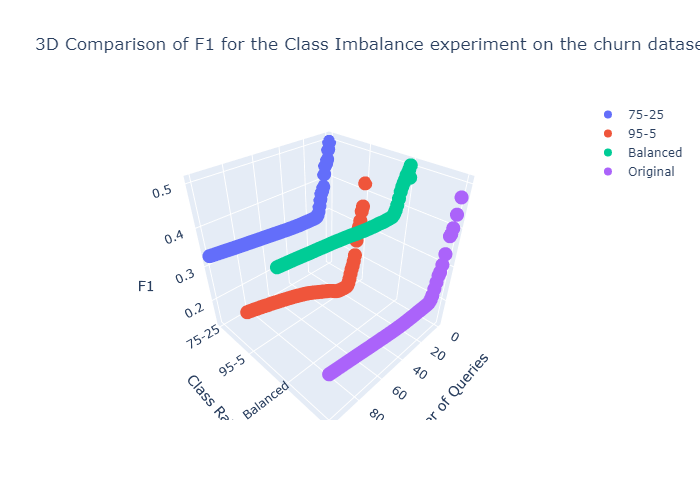 3D Comparison of F1 for the Class Imbalance experiment on the churn datase
75-25
95-5
Balanced
Original
0.5
0.4
0.3
0.2
F1
75-25
95-5
Balanced
Class Ra
0
20
40
60
80
er of Queries